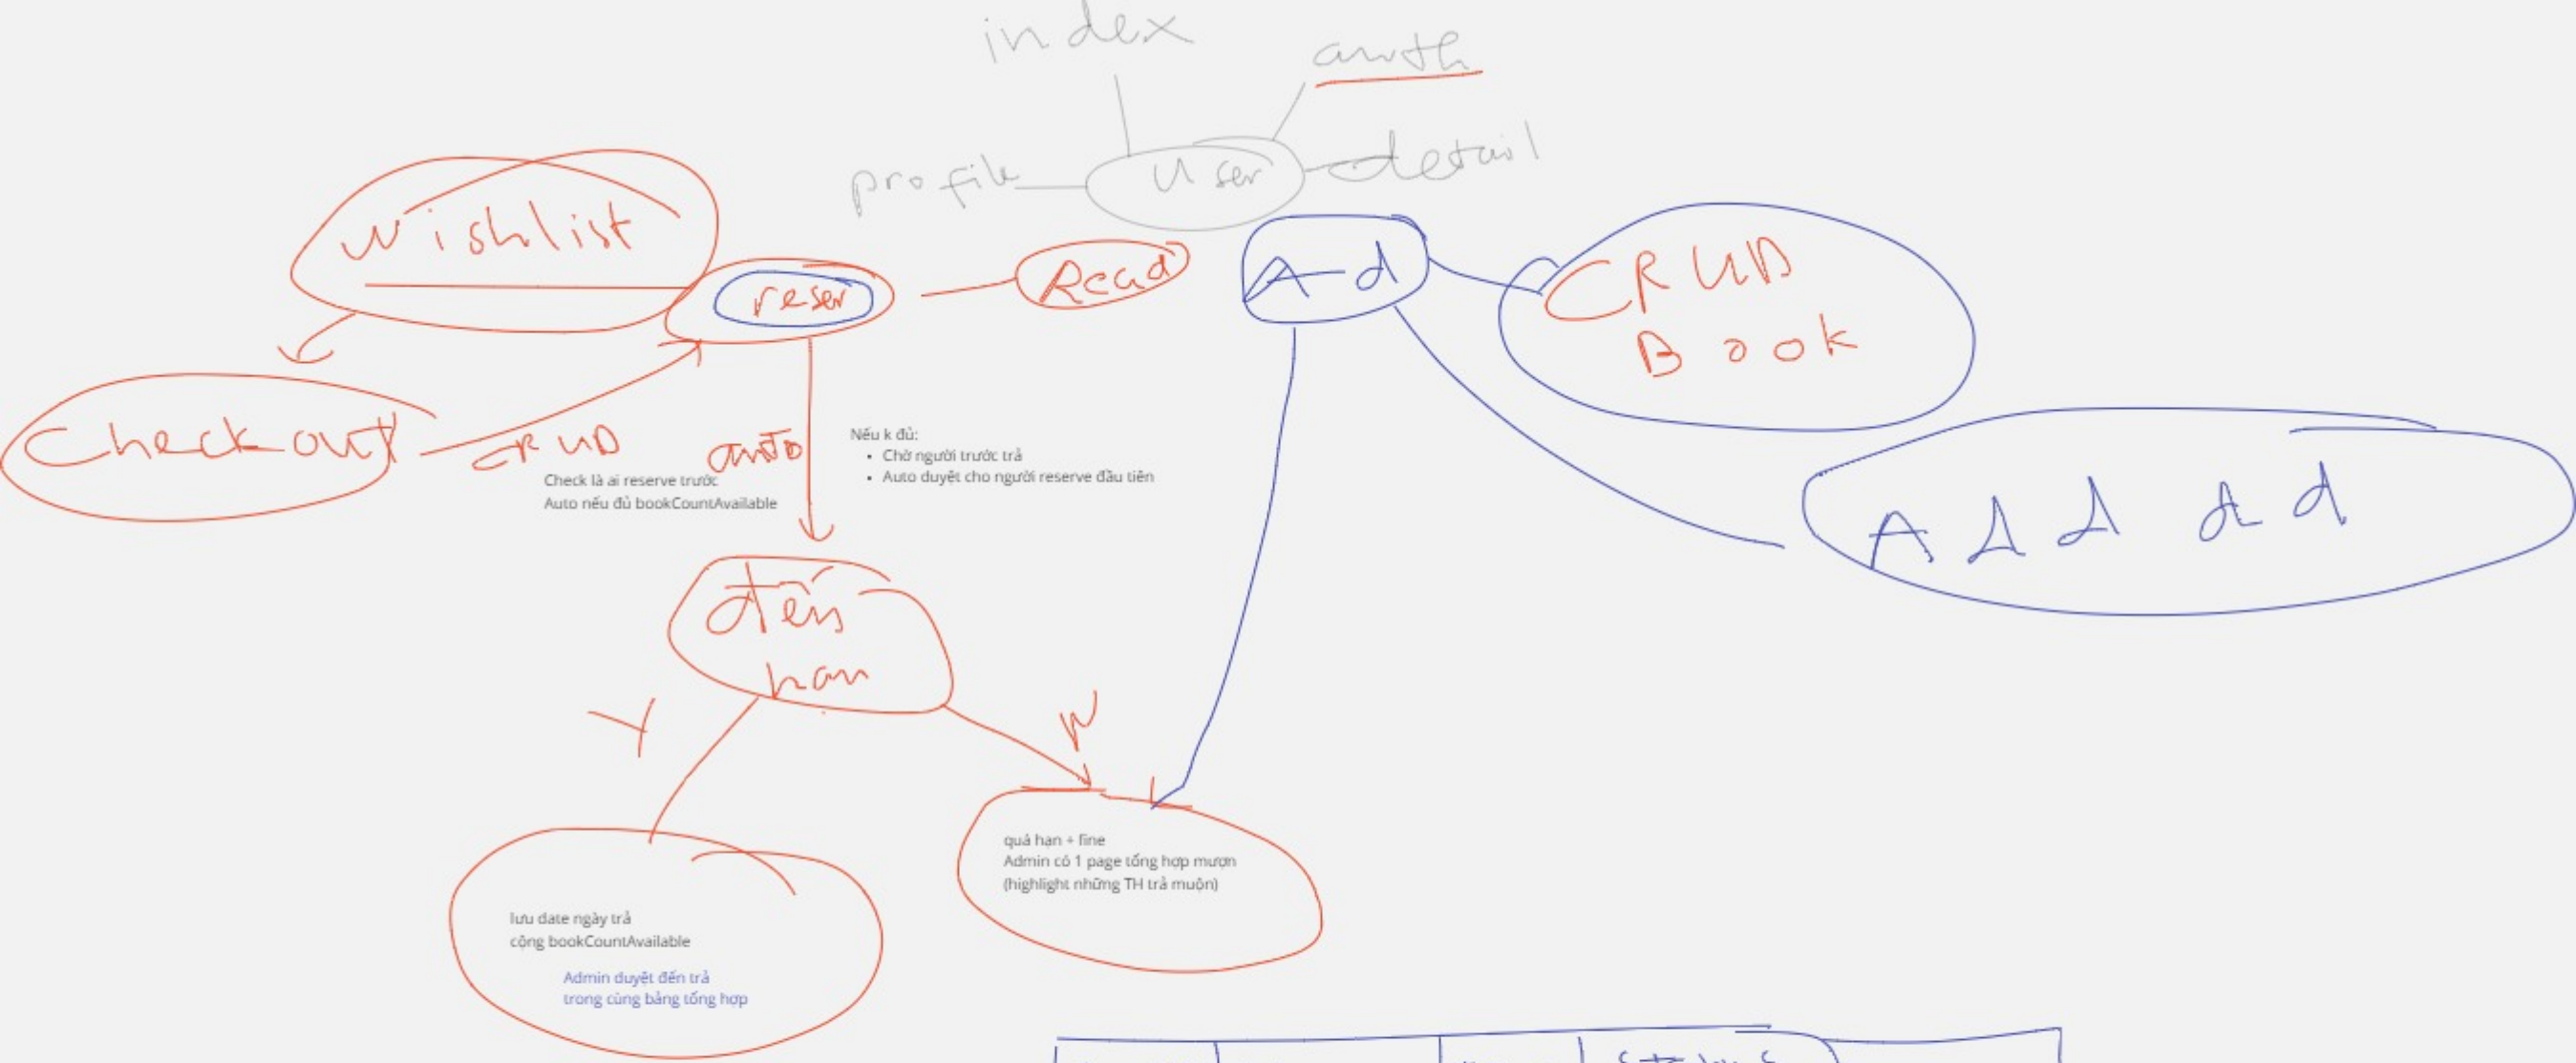 index
auth
profile
User
detail
Wishlist
reser
Read
Ad
CRUD
Book
Checkout
CRUD
auto
Check là ai reserve trước
Auto nếu đủ bookCountAvailable
Nếu k đủ:
• Chờ người trước trả
• Auto duyệt cho người reserve đầu tiên
Add ad
đến
hạn
Y
N
quá hạn + fine
Admin có 1 page tổng hợp mượn
(highlight những TH trả muộn)
lưu date ngày trả
cộng bookCountAvailable
Admin duyệt đến trả
trong cùng bảng tổng hợp